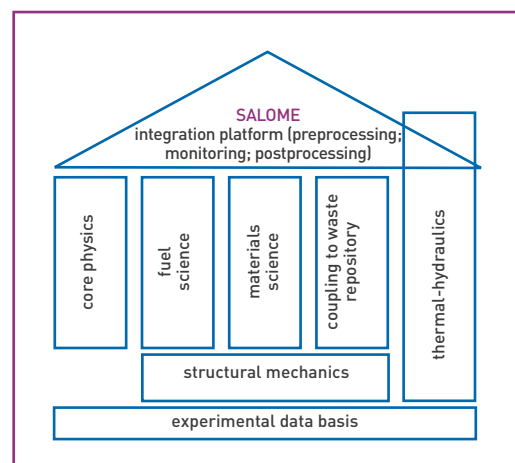 SALOME
integration platform (preprocessing;
monitoring; postprocessing)
core physics
fuel
science
materials
science
coupling to waste
repository
thermal-hydraulics
structural mechanics
experimental data basis